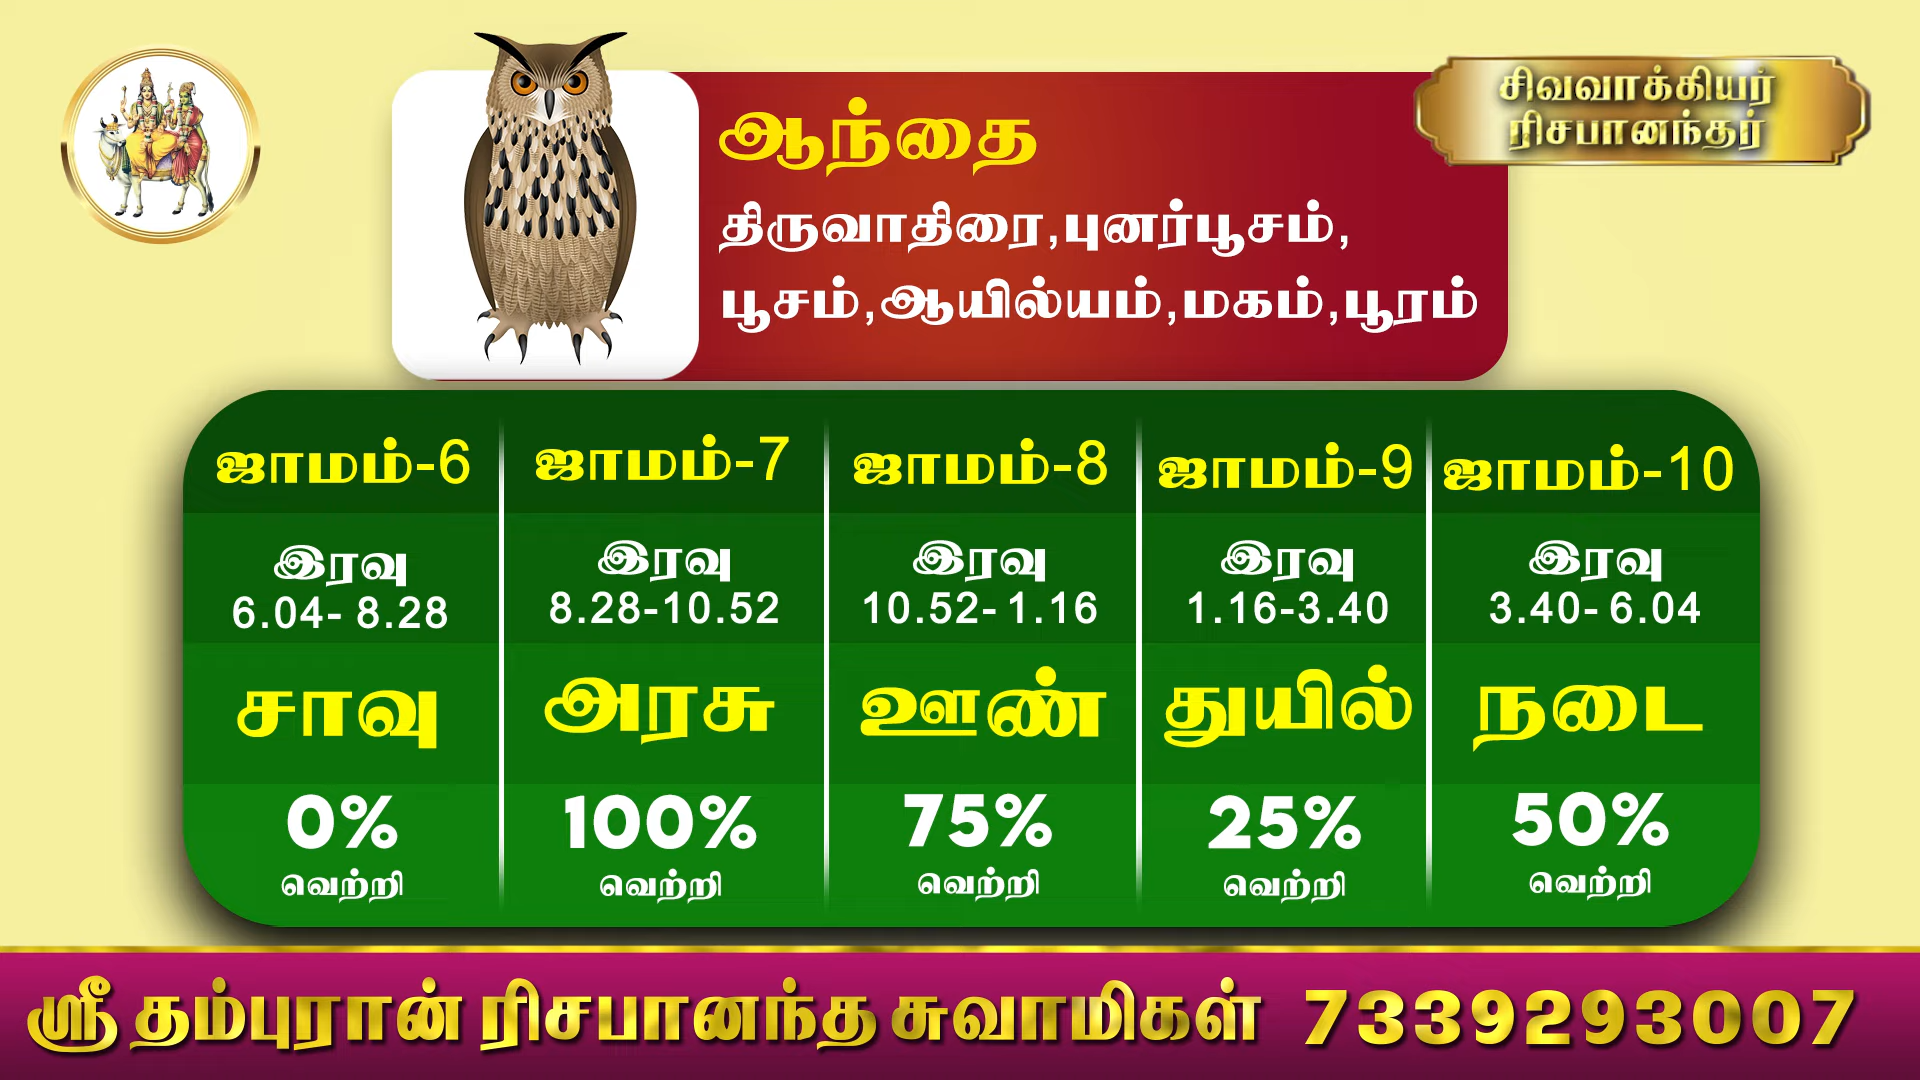 சிவவாக்கியர்
ரிசபானந்தர்
ஆந்தை
திருவாதிரை,புனர்பூசம்,
பூசம்,ஆயில்யம்,மகம்,பூரம்
ஜாமம்-6 ஜாமம்-7 ஜாமம்-8 ஜாமம்-9 ஜாமம்-10
இரவு இரவு இரவு இரவு இரவு
6.04- 8.28 8.28-10.52 10.52- 1.16 1.16-3.40 3.40- 6.04
சாவு அரசு ஊண் துயில் நடை
0% 100% 75% 25% 50%
வெற்றி வெற்றி வெற்றி வெற்றி வெற்றி
ஸ்ரீ தம்புரான் ரிசபானந்த சுவாமிகள் 7339293007